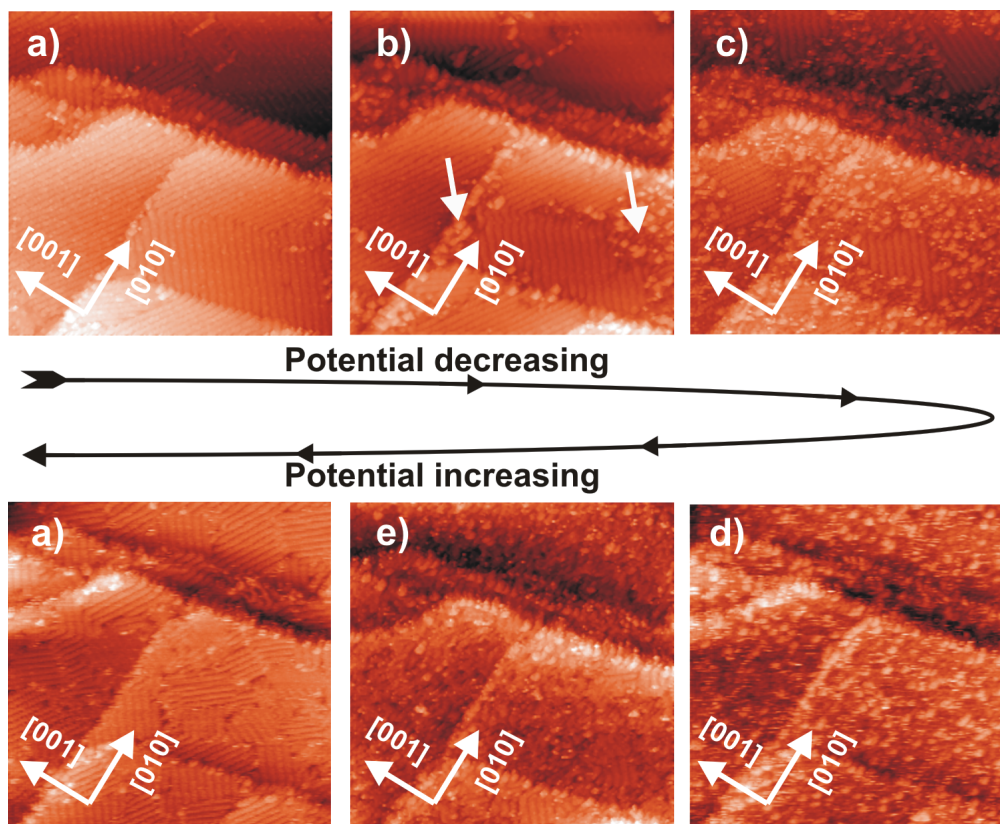 a)
b)
c)
[001]
[010]
[001]
[010]
[001]
[010]
Potential decreasing
Potential increasing
a)
e)
d)
[001]
[010]
[001]
[010]
[001]
[010]